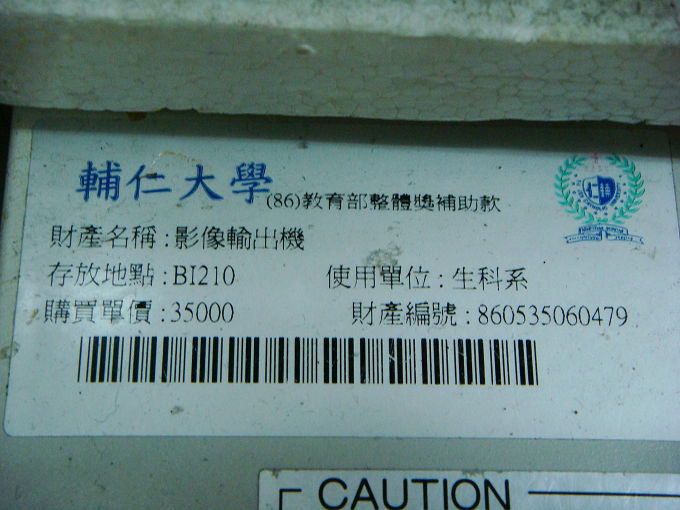 輔仁大學 (86)教育部整體獎補助款
財產名稱 : 影像輸出機
存放地點 : BI210 使用單位 : 生科系
購買單價 : 35000 財產編號 : 860535060479
CAUTION